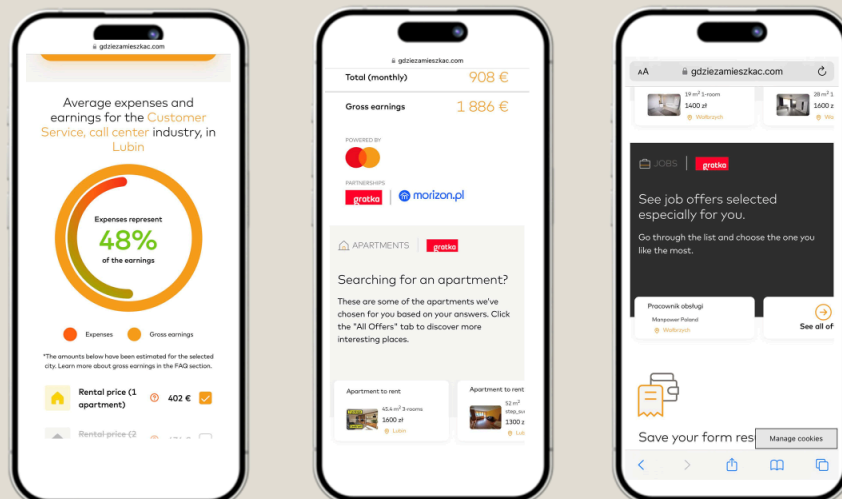 gdziezamieszkac.com
Average expenses and
earnings for the Customer
Service, call center industry, in
Lubin
Expenses represent
48%
of the earnings
Expenses
Gross earnings
*The amounts below have been estimated for the selected
city. Learn more about gross earnings in the FAQ section.
Rental price (1
apartment)
402 €
Rental price (2
gdziezamieszkac.com
Total (monthly) 908 €
Gross earnings 1 886 €
POWERED BY
PARTNERSHIPS
gratka
morizon.pl
APARTMENTS
gratka
Searching for an apartment?
These are some of the apartments we've
chosen for you based on your answers. Click
the "All Offers" tab to discover more
interesting places.
Apartment to rent
45.4 m² 3 rooms
1600 zł
Lubin
Apartment to rent
52 m²
1300 z
Lub
AA gdziezamieszkac.com
19 m² 1-room
1400 zł
Wałbrzych
28 m² 1
1600 z
JOBS
gratka
See job offers selected
especially for you.
Go through the list and choose the one you
like the most.
Pracownik obsługi
Manpower Poland
Wałbrzych
See all of
Save your form res
Manage cookies